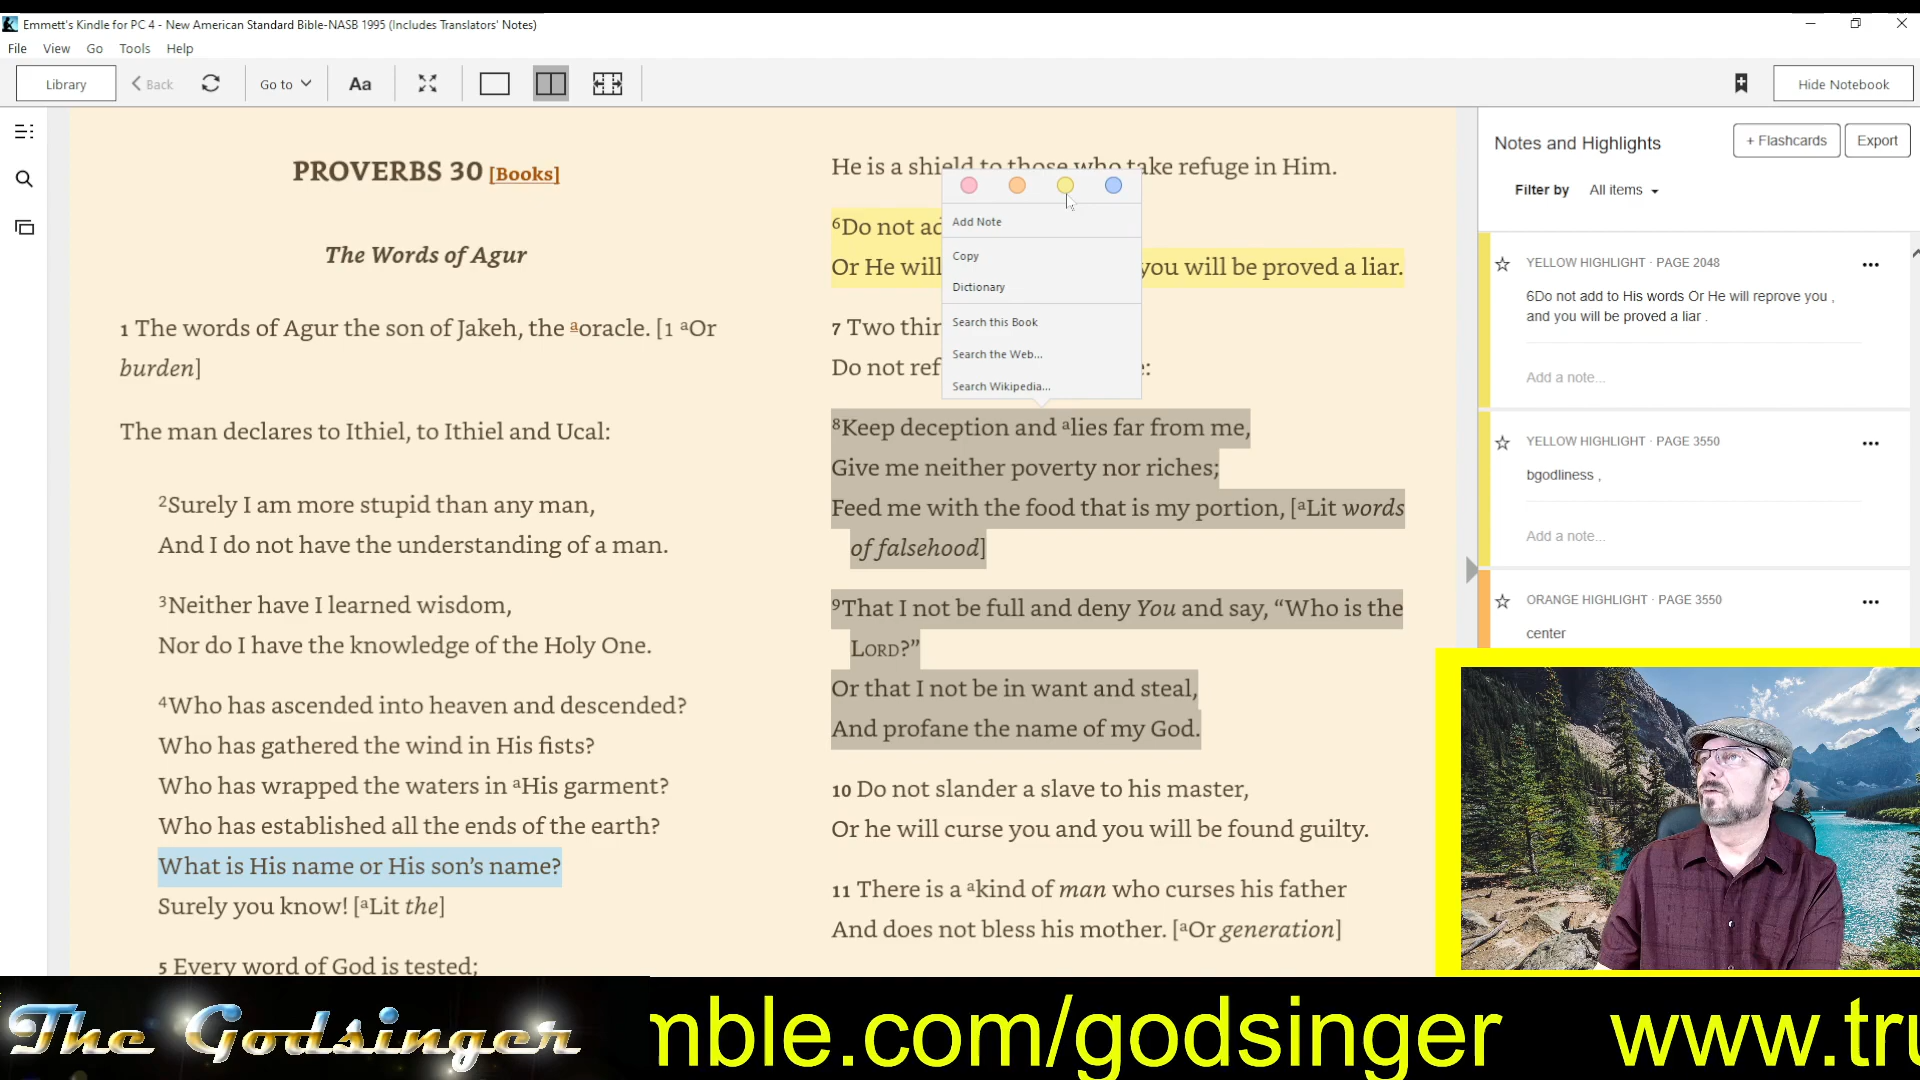 Emmett's Kindle for PC 4 - New American Standard Bible-NASB 1995 (Includes Translators' Notes)
File View Go Tools Help
Library Back Go to Aa Hide Notebook
PROVERBS 30 [Books]
The Words of Agur
1 The words of Agur the son of Jakeh, the aoracle. [1 aOr
burden]
The man declares to Ithiel, to Ithiel and Ucal:
2Surely I am more stupid than any man,
And I do not have the understanding of a man.
3Neither have I learned wisdom,
Nor do I have the knowledge of the Holy One.
4Who has ascended into heaven and descended?
Who has gathered the wind in His fists?
Who has wrapped the waters in aHis garment?
Who has established all the ends of the earth?
What is His name or His son's name?
Surely you know! [aLit the]
5 Every word of God is tested;
He is a shield to those who take refuge in Him.
6Do not ad
Or He will you will be proved a liar.
7 Two thin
Do not ref e:
8Keep deception and alies far from me,
Give me neither poverty nor riches;
Feed me with the food that is my portion, [aLit words
of falsehood]
9That I not be full and deny You and say, “Who is the
LORD?”
Or that I not be in want and steal,
And profane the name of my God.
10 Do not slander a slave to his master,
Or he will curse you and you will be found guilty.
11 There is a akind of man who curses his father
And does not bless his mother. [aOr generation]
Add Note
Copy
Dictionary
Search this Book
Search the Web...
Search Wikipedia...
Notes and Highlights + Flashcards Export
Filter by All items
YELLOW HIGHLIGHT · PAGE 2048
6Do not add to His words Or He will reprove you ,
and you will be proved a liar .
Add a note...
YELLOW HIGHLIGHT · PAGE 3550
bgodliness ,
Add a note...
ORANGE HIGHLIGHT · PAGE 3550
center
The Godsinger mble.com/godsinger www.tru